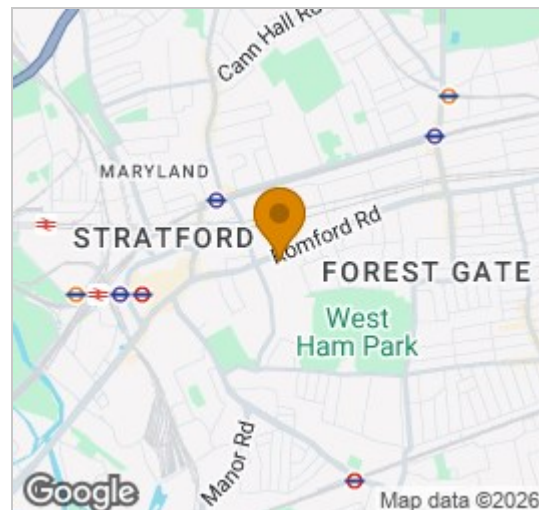 Cann Hall Rd
MARYLAND
Romford Rd
STRATFORD
FOREST GATE
West
Ham Park
Manor Rd
Google
Map data ©2026